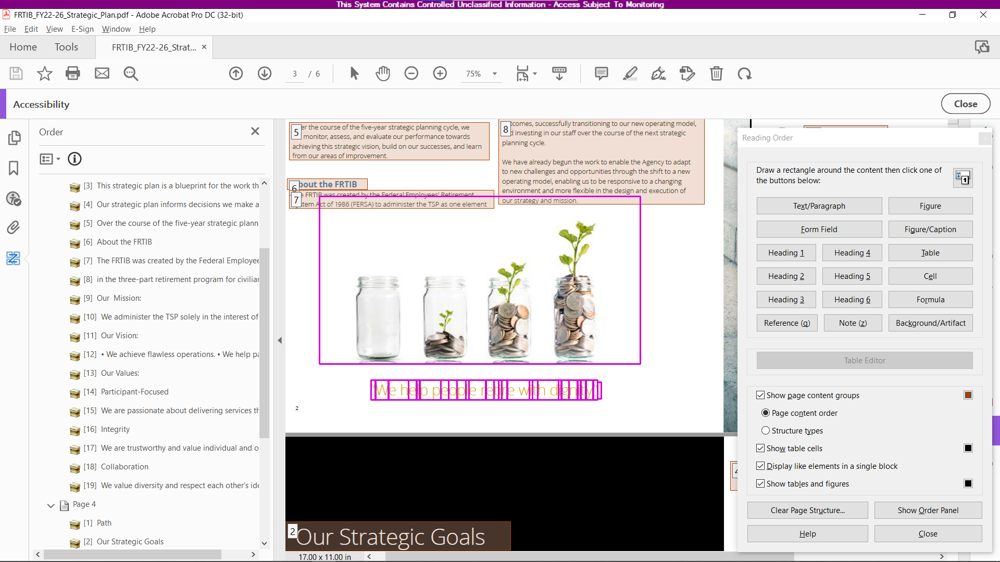 This System Contains Controlled Unclassified Information - Access Subject To Monitoring
FRTIB_FY22-26_Strategic_Plan.pdf - Adobe Acrobat Pro DC (32-bit)
File Edit View E-Sign Window Help
Home Tools FRTIB_FY22-26_Strat... ×
3 / 6 75%
Accessibility
Close
Order
[3] This strategic plan is a blueprint for the work th
[4] Our strategic plan informs decisions we make a
[5] Over the course of the five-year strategic plann
[6] About the FRTIB
[7] The FRTIB was created by the Federal Employee
[8] in the three-part retirement program for civilian
[9] Our Mission:
[10] We administer the TSP solely in the interest of
[11] Our Vision:
[12] • We achieve flawless operations. • We help pa
[13] Our Values:
[14] Participant-Focused
[15] We are passionate about delivering services th
[16] Integrity
[17] We are trustworthy and value individual and o
[18] Collaboration
[19] We value diversity and respect each other's ide
Page 4
[1] Path
[2] Our Strategic Goals
5
er the course of the five-year strategic planning cycle, we
monitor, assess, and evaluate our performance towards
achieving this strategic vision, build on our successes, and learn
from our areas of improvement.
6
bout the FRTIB
7
FRTIB was created by the Federal Employees' Retirement
stem Act of 1986 (FERSA) to administer the TSP as one element
8
tcomes, successfully transitioning to our new operating model,
d investing in our staff over the course of the next strategic
planning cycle.
We have already begun the work to enable the Agency to adapt
to new challenges and opportunities through the shift to a new
operating model, enabling us to be responsive to a changing
environment and more flexible in the design and execution of
our strategy and mission.
"We help people retire with dignity"
2
2
Our Strategic Goals
4
17.00 x 11.00 in
Reading Order
Draw a rectangle around the content then click one of
the buttons below:
Text/Paragraph Figure
Form Field Figure/Caption
Heading 1 Heading 4 Table
Heading 2 Heading 5 Cell
Heading 3 Heading 6 Formula
Reference (q) Note (z) Background/Artifact
Table Editor
Show page content groups
Page content order
Structure types
Show table cells
Display like elements in a single block
Show tables and figures
Clear Page Structure... Show Order Panel
Help Close